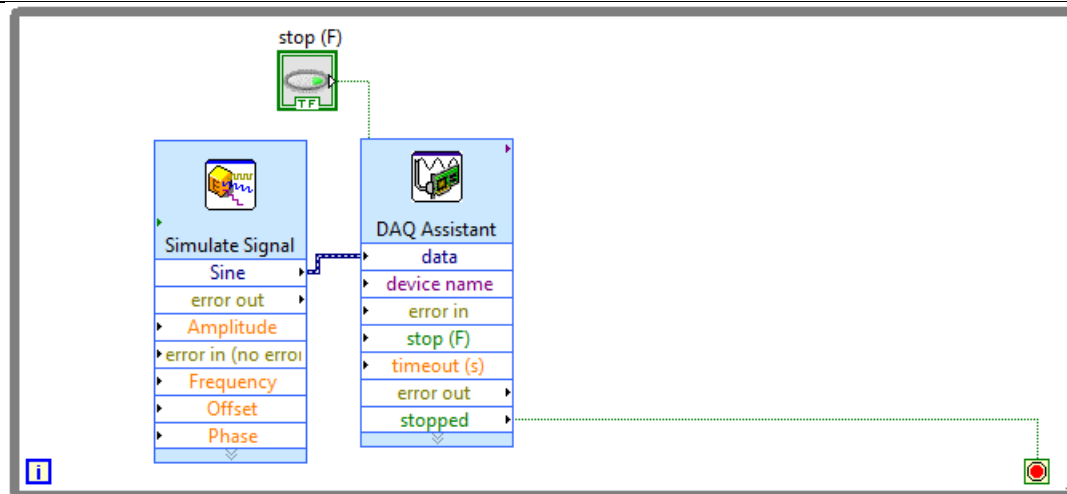 stop (F)
TF
Simulate Signal
Sine
error out
Amplitude
error in (no error
Frequency
Offset
Phase
DAQ Assistant
data
device name
error in
stop (F)
timeout (s)
error out
stopped
i